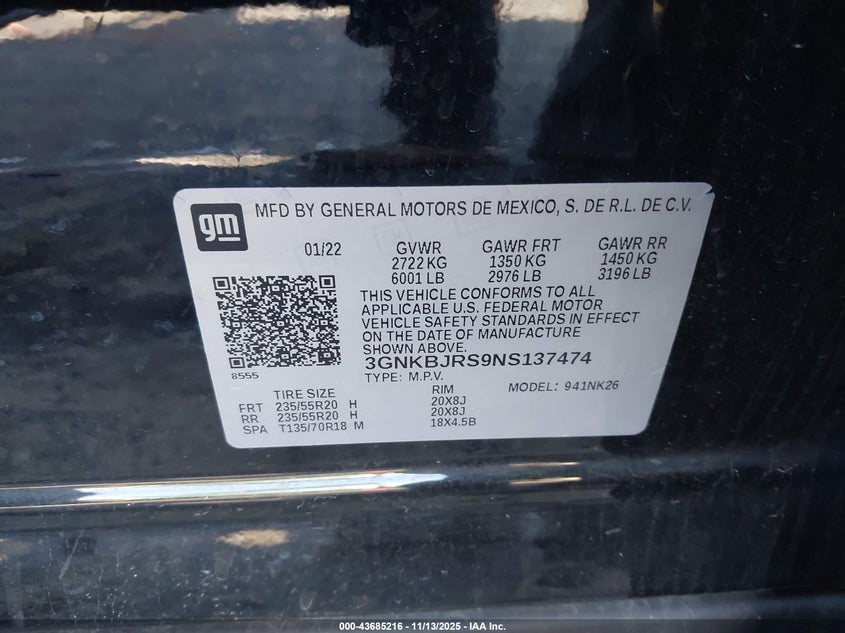 gm
MFD BY GENERAL MOTORS DE MEXICO, S. DE R.L. DE C.V.
01/22 GVWR GAWR FRT GAWR RR
2722 KG 1350 KG 1450 KG
6001 LB 2976 LB 3196 LB
THIS VEHICLE CONFORMS TO ALL
APPLICABLE U.S. FEDERAL MOTOR
VEHICLE SAFETY STANDARDS IN EFFECT
ON THE DATE OF MANUFACTURE
SHOWN ABOVE.
3GNKBJRS9NS137474
8555
TYPE: M.P.V. MODEL: 941NK26
TIRE SIZE RIM
FRT 235/55R20 H 20X8J
RR 235/55R20 H 20X8J
SPA T135/70R18 M 18X4.5B
000-43685216 - 11/13/2025 - IAA Inc.